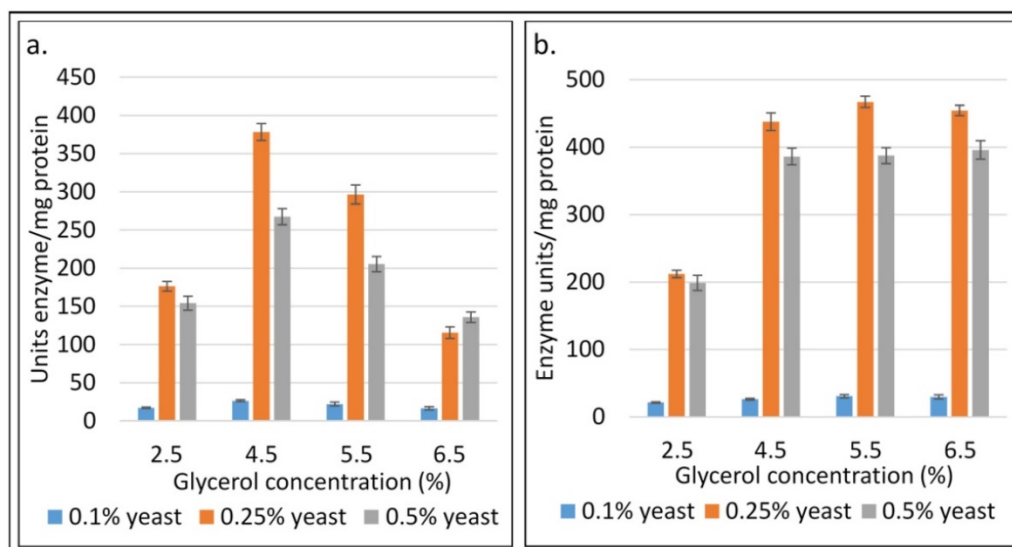 a.
Units enzyme/mg protein
450
400
350
300
250
200
150
100
50
0
2.5 4.5 5.5 6.5
Glycerol concentration (%)
0.1% yeast 0.25% yeast 0.5% yeast
b.
Enzyme units/mg protein
500
400
300
200
100
0
2.5 4.5 5.5 6.5
Glycerol concentration (%)
0.1% yeast 0.25% yeast 0.5% yeast